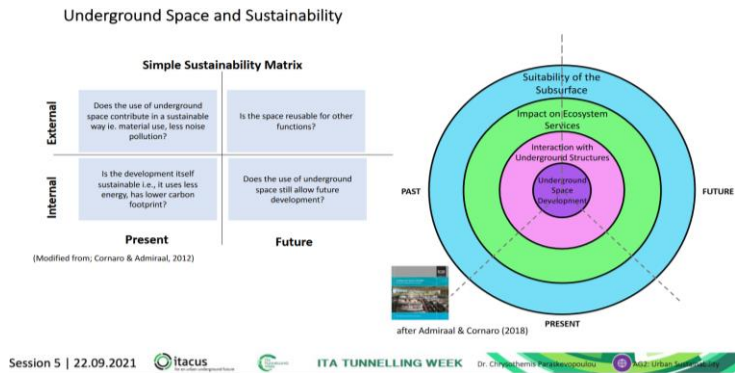 Underground Space and Sustainability
Simple Sustainability Matrix
External
Does the use of underground
space contribute in a sustainable
way ie. material use, less noise
pollution?
Is the space reusable for other
functions?
Internal
Is the development itself
sustainable i.e., it uses less
energy, has lower carbon
footprint?
Does the use of underground
space still allow future
development?
Present
Future
(Modified from; Cornaro & Admiraal, 2012)
Suitability of the
Subsurface
Impact on Ecosystem
Services
Interaction with
Underground Structures
Underground
Space
Development
PAST
FUTURE
PRESENT
after Admiraal & Cornaro (2018)
Session 5 | 22.09.2021
itacus
for an urban underground future
ITA TUNNELLING WEEK
Dr. Chrysothemis Paraskevopoulou
AG2: Urban Sustainability